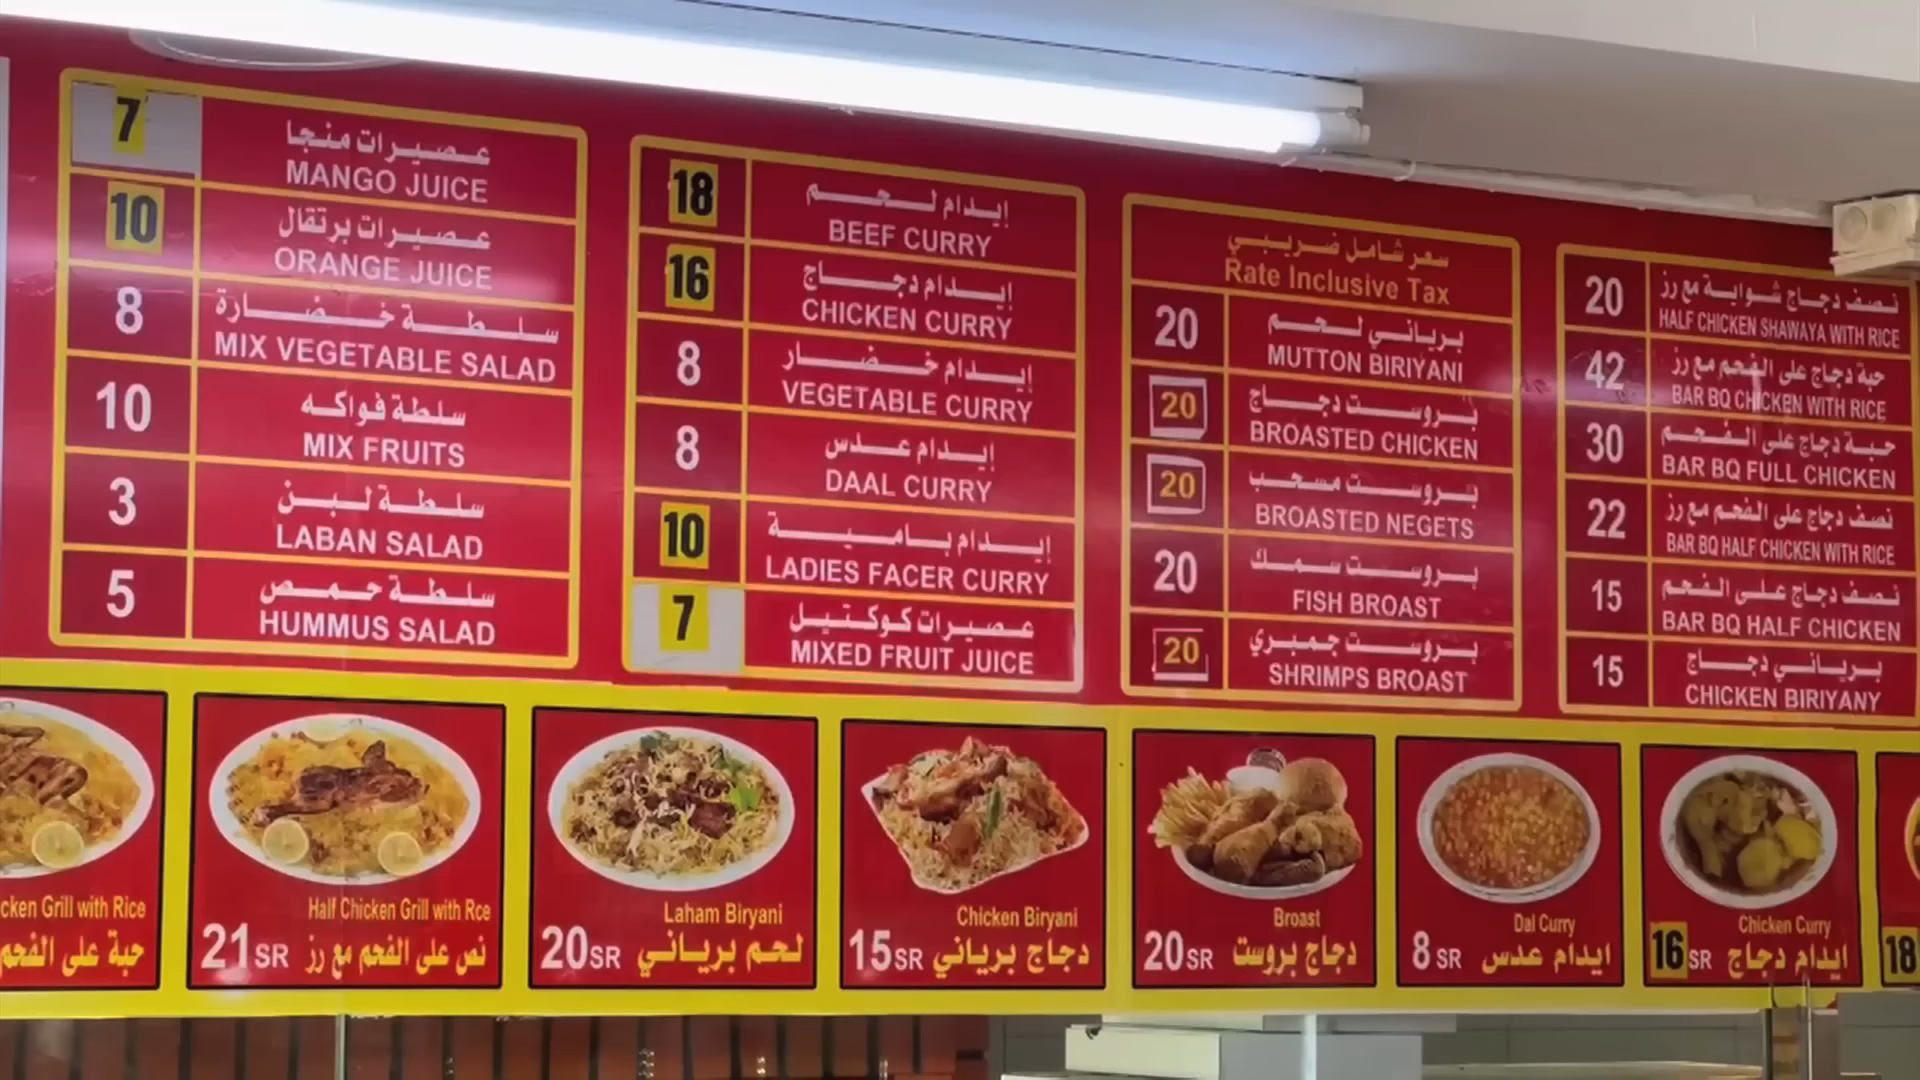 7
عصيرات منجا
MANGO JUICE
10
عصيرات برتقال
ORANGE JUICE
8
سلطة خضارة
MIX VEGETABLE SALAD
10
سلطة فواكه
MIX FRUITS
3
سلطة لبن
LABAN SALAD
5
سلطة حمص
HUMMUS SALAD
18
إيدام لحم
BEEF CURRY
16
إيدام دجاج
CHICKEN CURRY
8
إيدام خضار
VEGETABLE CURRY
8
إيدام عدس
DAAL CURRY
10
إيدام بامية
LADIES FACER CURRY
7
عصيرات كوكتيل
MIXED FRUIT JUICE
سعر شامل ضريبي
Rate Inclusive Tax
20
برياني لحم
MUTTON BIRIYANI
20
بروست دجاج
BROASTED CHICKEN
20
بروست مسحب
BROASTED NEGETS
20
بروست سمك
FISH BROAST
20
بروست جمبري
SHRIMPS BROAST
20
نصف دجاج شواية مع رز
HALF CHICKEN SHAWAYA WITH RICE
42
حبة دجاج على الفحم مع رز
BAR BQ CHICKEN WITH RICE
30
حبة دجاج على الفحم
BAR BQ FULL CHICKEN
22
نصف دجاج على الفحم مع رز
BAR BQ HALF CHICKEN WITH RICE
15
نصف دجاج على الفحم
BAR BQ HALF CHICKEN
15
برياني دجاج
CHICKEN BIRIYANY
cken Grill with Rice
حبة على الفحم
Half Chicken Grill with Rce
21 SR نص على الفحم مع رز
Laham Biryani
20 SR لحم برياني
Chicken Biryani
15 SR دجاج برياني
Broast
20 SR دجاج بروست
Dal Curry
8 SR ايدام عدس
Chicken Curry
16 SR ايدام دجاج
18